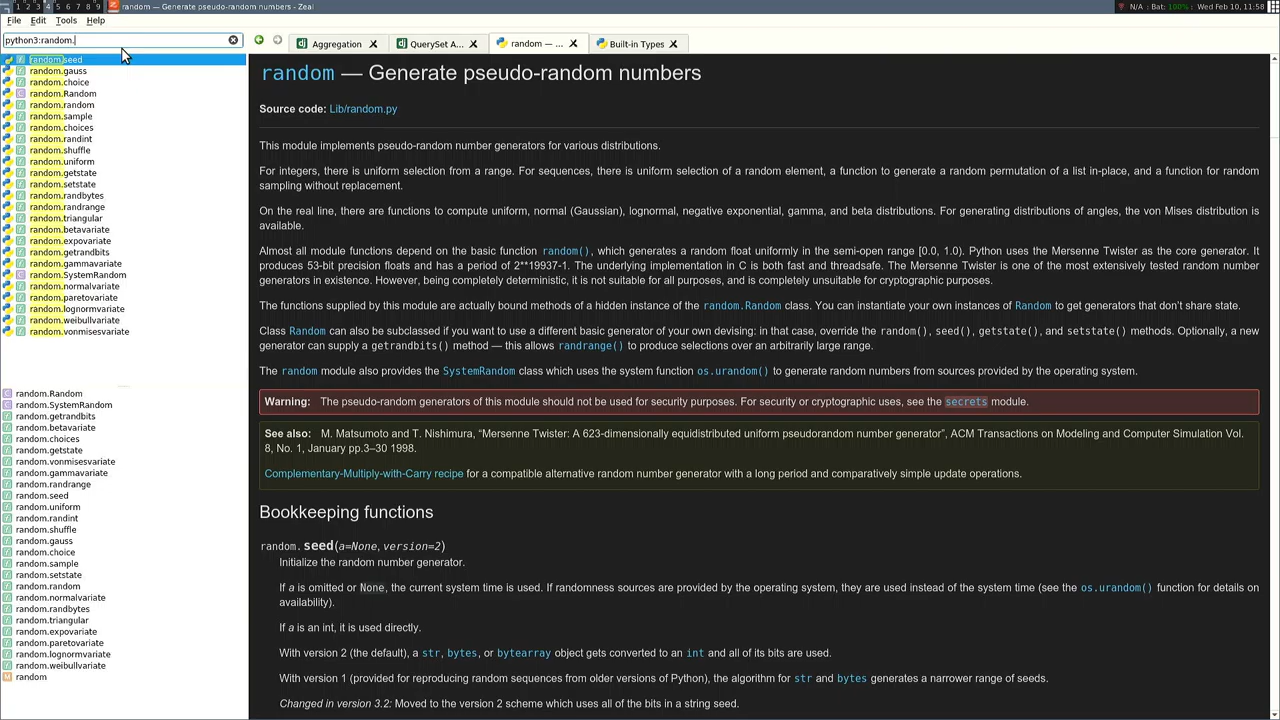 1 2 3 4 5 6 7 8 9 random — Generate pseudo-random numbers - Zeal N/A : Bat: 100% : Wed Feb 10, 11:58
File Edit Tools Help
python3:random.
Aggregation
QuerySet A...
random — ...
Built-in Types
random.seed
random.gauss
random.choice
random.Random
random.random
random.sample
random.choices
random.randint
random.shuffle
random.uniform
random.getstate
random.setstate
random.randbytes
random.randrange
random.triangular
random.betavariate
random.expovariate
random.getrandbits
random.gammavariate
random.SystemRandom
random.normalvariate
random.paretovariate
random.lognormvariate
random.weibullvariate
random.vonmisesvariate
random.Random
random.SystemRandom
random.getrandbits
random.betavariate
random.choices
random.getstate
random.vonmisesvariate
random.gammavariate
random.randrange
random.seed
random.uniform
random.randint
random.shuffle
random.gauss
random.choice
random.sample
random.setstate
random.random
random.normalvariate
random.randbytes
random.triangular
random.expovariate
random.paretovariate
random.lognormvariate
random.weibullvariate
random
random — Generate pseudo-random numbers
Source code: Lib/random.py
This module implements pseudo-random number generators for various distributions.
For integers, there is uniform selection from a range. For sequences, there is uniform selection of a random element, a function to generate a random permutation of a list in-place, and a function for random
sampling without replacement.
On the real line, there are functions to compute uniform, normal (Gaussian), lognormal, negative exponential, gamma, and beta distributions. For generating distributions of angles, the von Mises distribution is
available.
Almost all module functions depend on the basic function random(), which generates a random float uniformly in the semi-open range [0.0, 1.0). Python uses the Mersenne Twister as the core generator. It
produces 53-bit precision floats and has a period of 2**19937-1. The underlying implementation in C is both fast and threadsafe. The Mersenne Twister is one of the most extensively tested random number
generators in existence. However, being completely deterministic, it is not suitable for all purposes, and is completely unsuitable for cryptographic purposes.
The functions supplied by this module are actually bound methods of a hidden instance of the random.Random class. You can instantiate your own instances of Random to get generators that don't share state.
Class Random can also be subclassed if you want to use a different basic generator of your own devising: in that case, override the random(), seed(), getstate(), and setstate() methods. Optionally, a new
generator can supply a getrandbits() method — this allows randrange() to produce selections over an arbitrarily large range.
The random module also provides the SystemRandom class which uses the system function os.urandom() to generate random numbers from sources provided by the operating system.
Warning: The pseudo-random generators of this module should not be used for security purposes. For security or cryptographic uses, see the secrets module.
See also: M. Matsumoto and T. Nishimura, “Mersenne Twister: A 623-dimensionally equidistributed uniform pseudorandom number generator”, ACM Transactions on Modeling and Computer Simulation Vol.
8, No. 1, January pp.3–30 1998.
Complementary-Multiply-with-Carry recipe for a compatible alternative random number generator with a long period and comparatively simple update operations.
Bookkeeping functions
random.seed(a=None, version=2)
Initialize the random number generator.
If a is omitted or None, the current system time is used. If randomness sources are provided by the operating system, they are used instead of the system time (see the os.urandom() function for details on
availability).
If a is an int, it is used directly.
With version 2 (the default), a str, bytes, or bytearray object gets converted to an int and all of its bits are used.
With version 1 (provided for reproducing random sequences from older versions of Python), the algorithm for str and bytes generates a narrower range of seeds.
Changed in version 3.2: Moved to the version 2 scheme which uses all of the bits in a string seed.